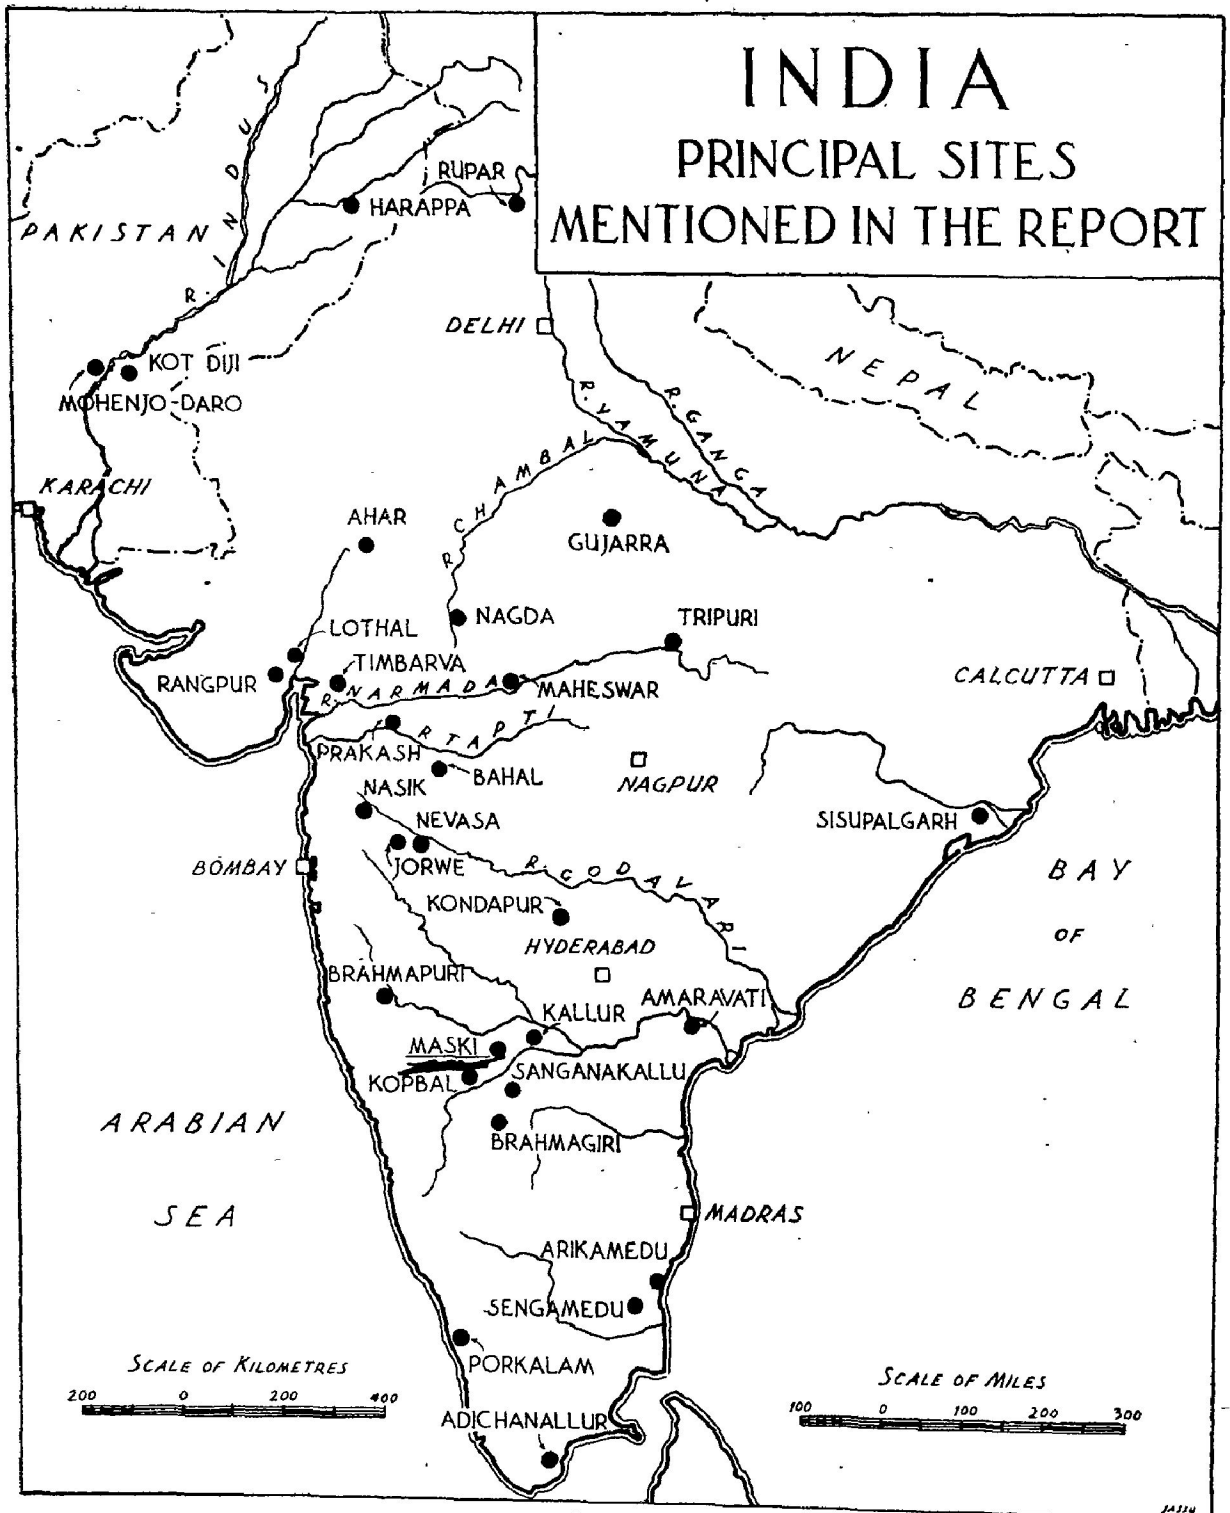 INDIA
PRINCIPAL SITES
MENTIONED IN THE REPORT
R. INDUS
RUPAR
HARAPPA
PAKISTAN
DELHI
KOT DIJI
MOHENJO-DARO
NEPAL
R. YAMUNA
R. GANGA
R CHAMBAL
KARACHI
AHAR
GUJARRA
NAGDA
TRIPURI
LOTHAL
TIMBARVA
RANGPUR
R. NARMADA
MAHESWAR
CALCUTTA
PRAKASH
R TAPTI
BAHAL
NAGPUR
NASIK
NEVASA
SISUPALGARH
JORWE
BOMBAY
R. GODAVARI
BAY
OF
BENGAL
KONDAPUR
HYDERABAD
BRAHMAPURI
AMARAVATI
KALLUR
MASKI
KOPBAL
SANGANAKALLU
BRAHMAGIRI
ARABIAN
SEA
MADRAS
ARIKAMEDU
SENGAMEDU
PORKALAM
ADICHANALLUR
SCALE OF KILOMETRES
200 0 200 400
SCALE OF MILES
100 0 100 200 300